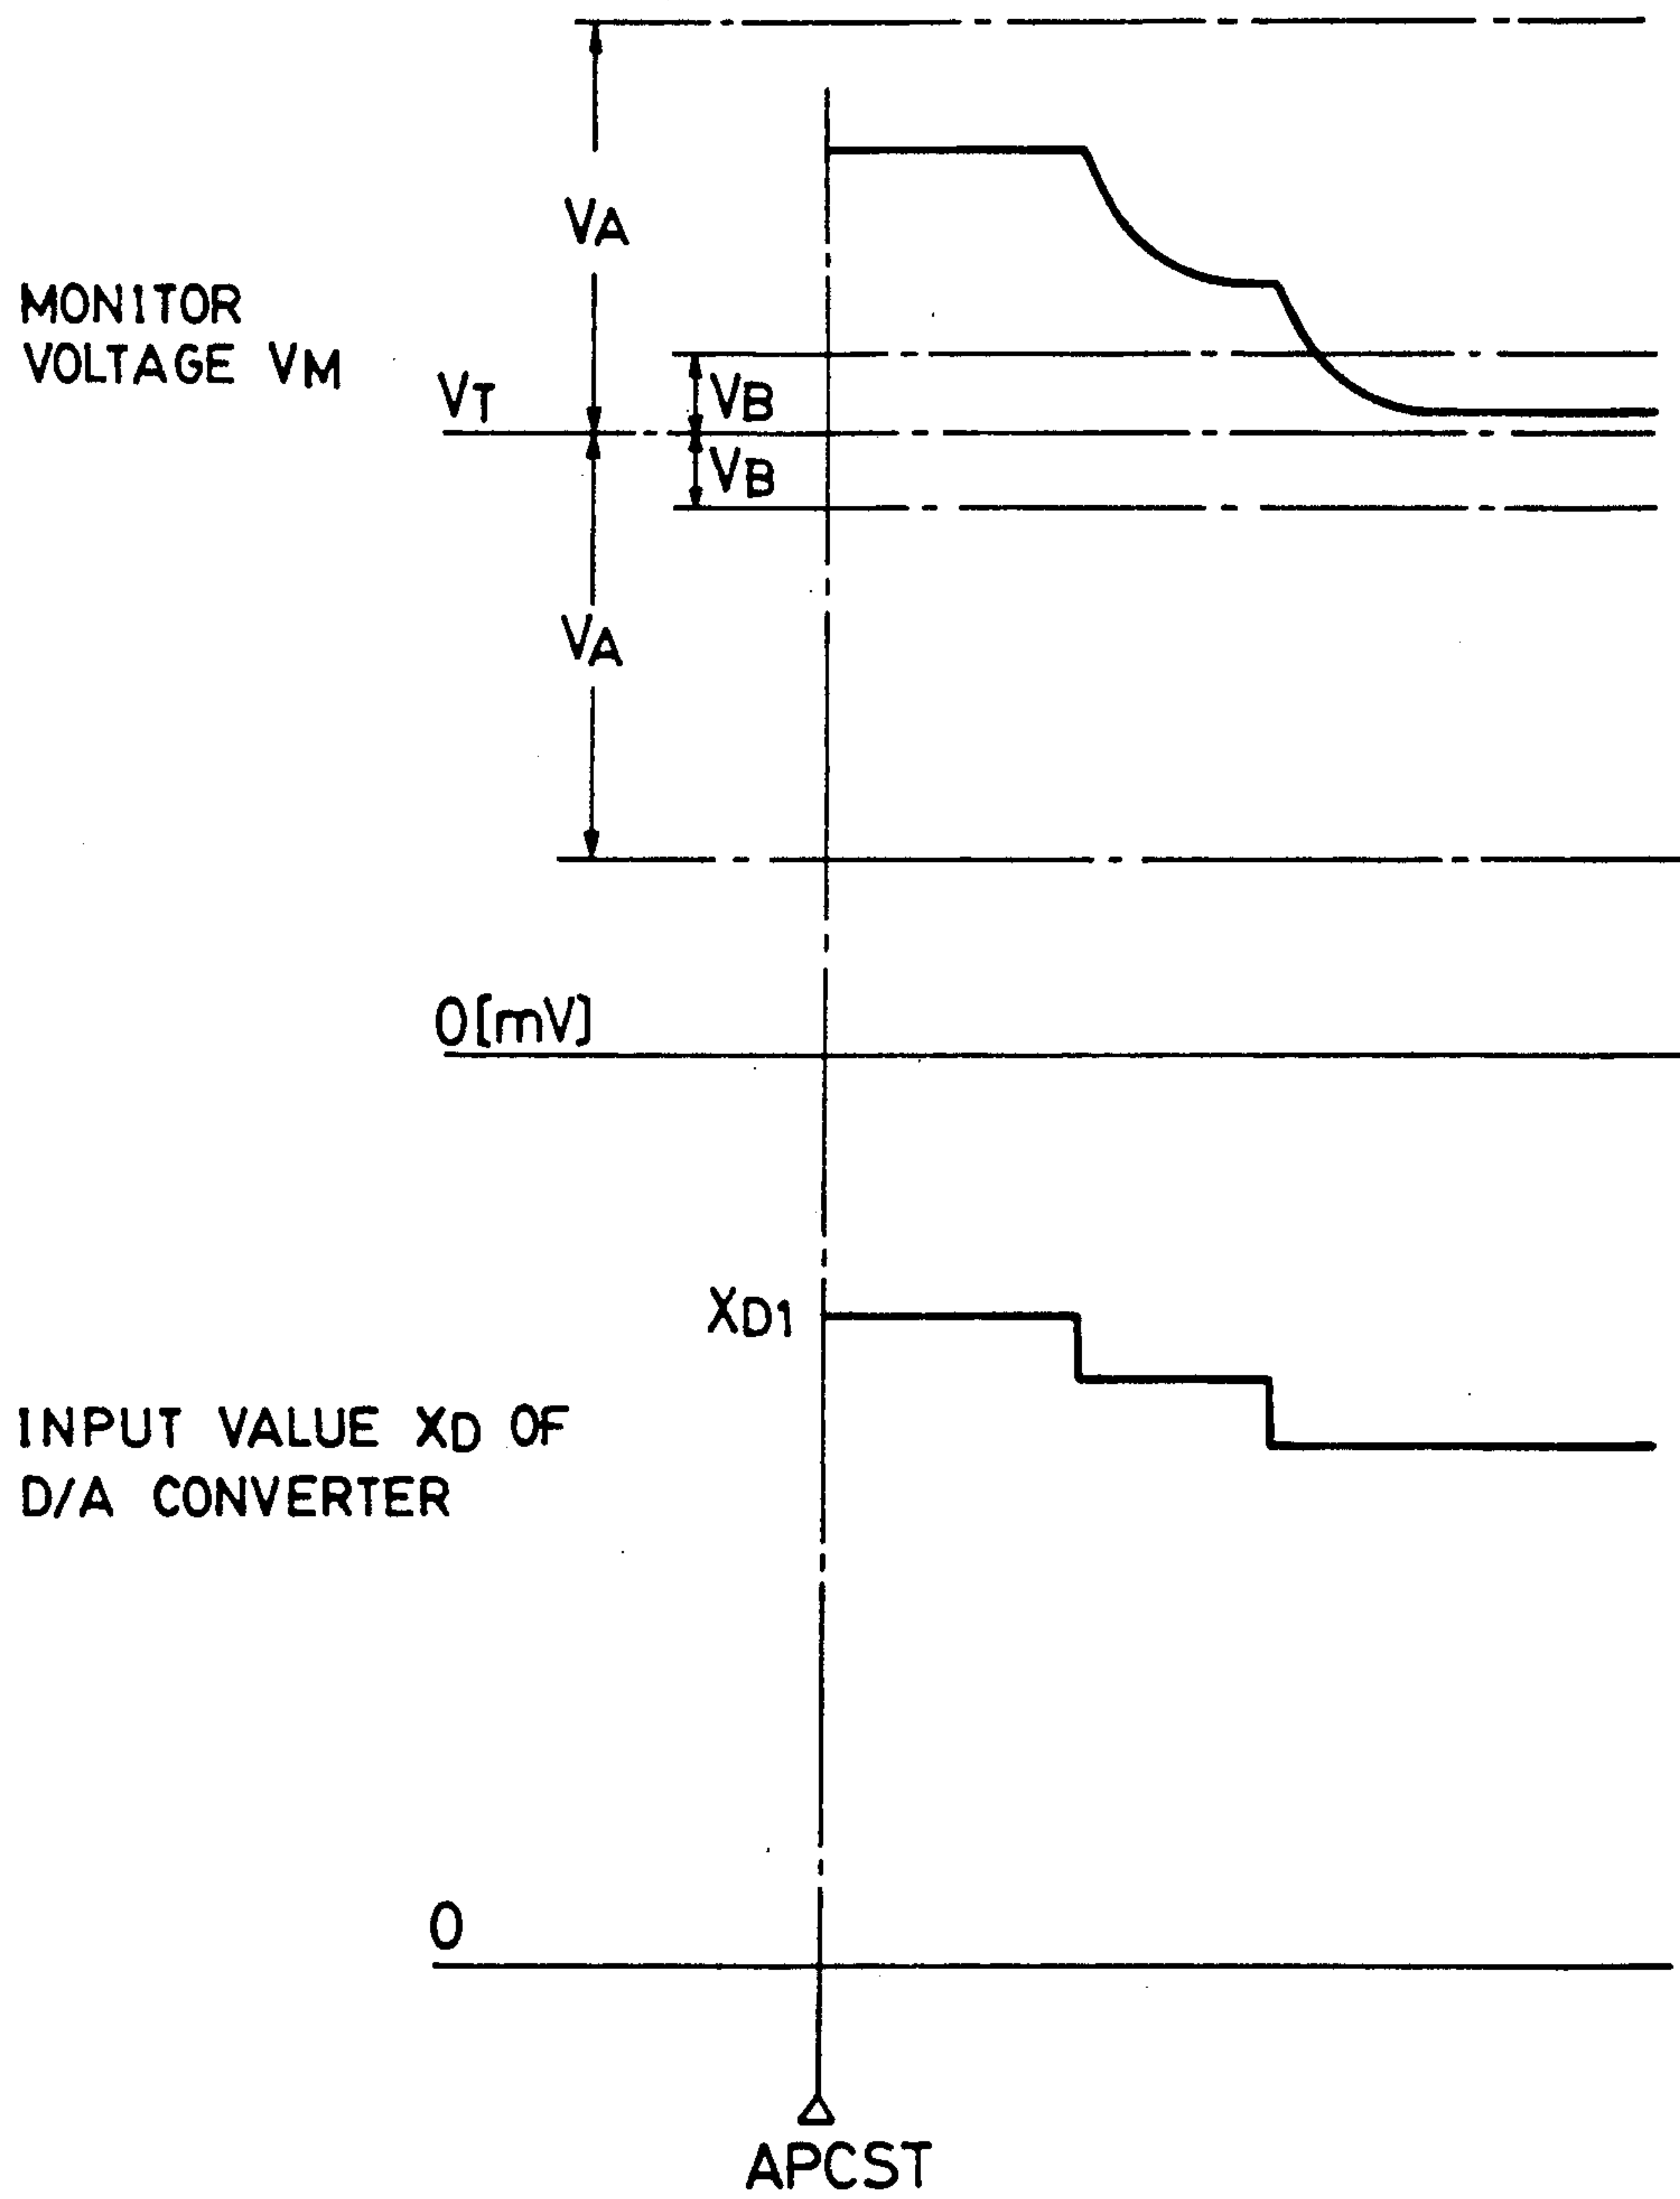 VA
MONITOR
VOLTAGE VM
VT
VB
VB
VA
0[mV]
XD1
INPUT VALUE XD OF
D/A CONVERTER
0
APCST